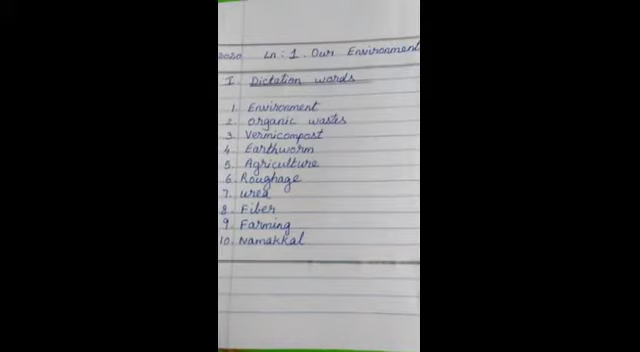 2020 Ln : 1. Our Environment
I. Dictation words
1. Environment
2. Organic wastes
3. Vermicompost
4. Earthworm
5. Agriculture
6. Roughage
7. urea
8. Fiber
9. Farming
10. Namakkal